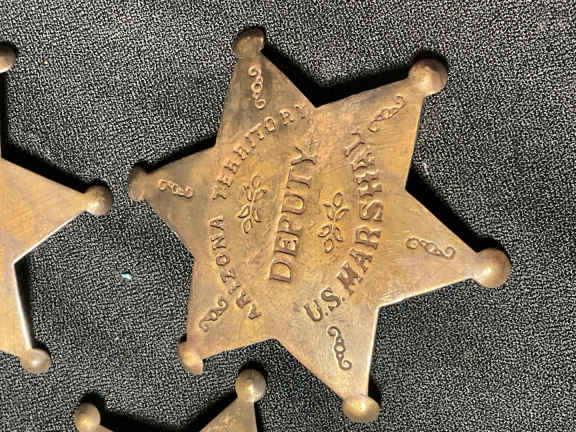 ARIZONA TERRITORY
DEPUTY
U.S. MARSHAL